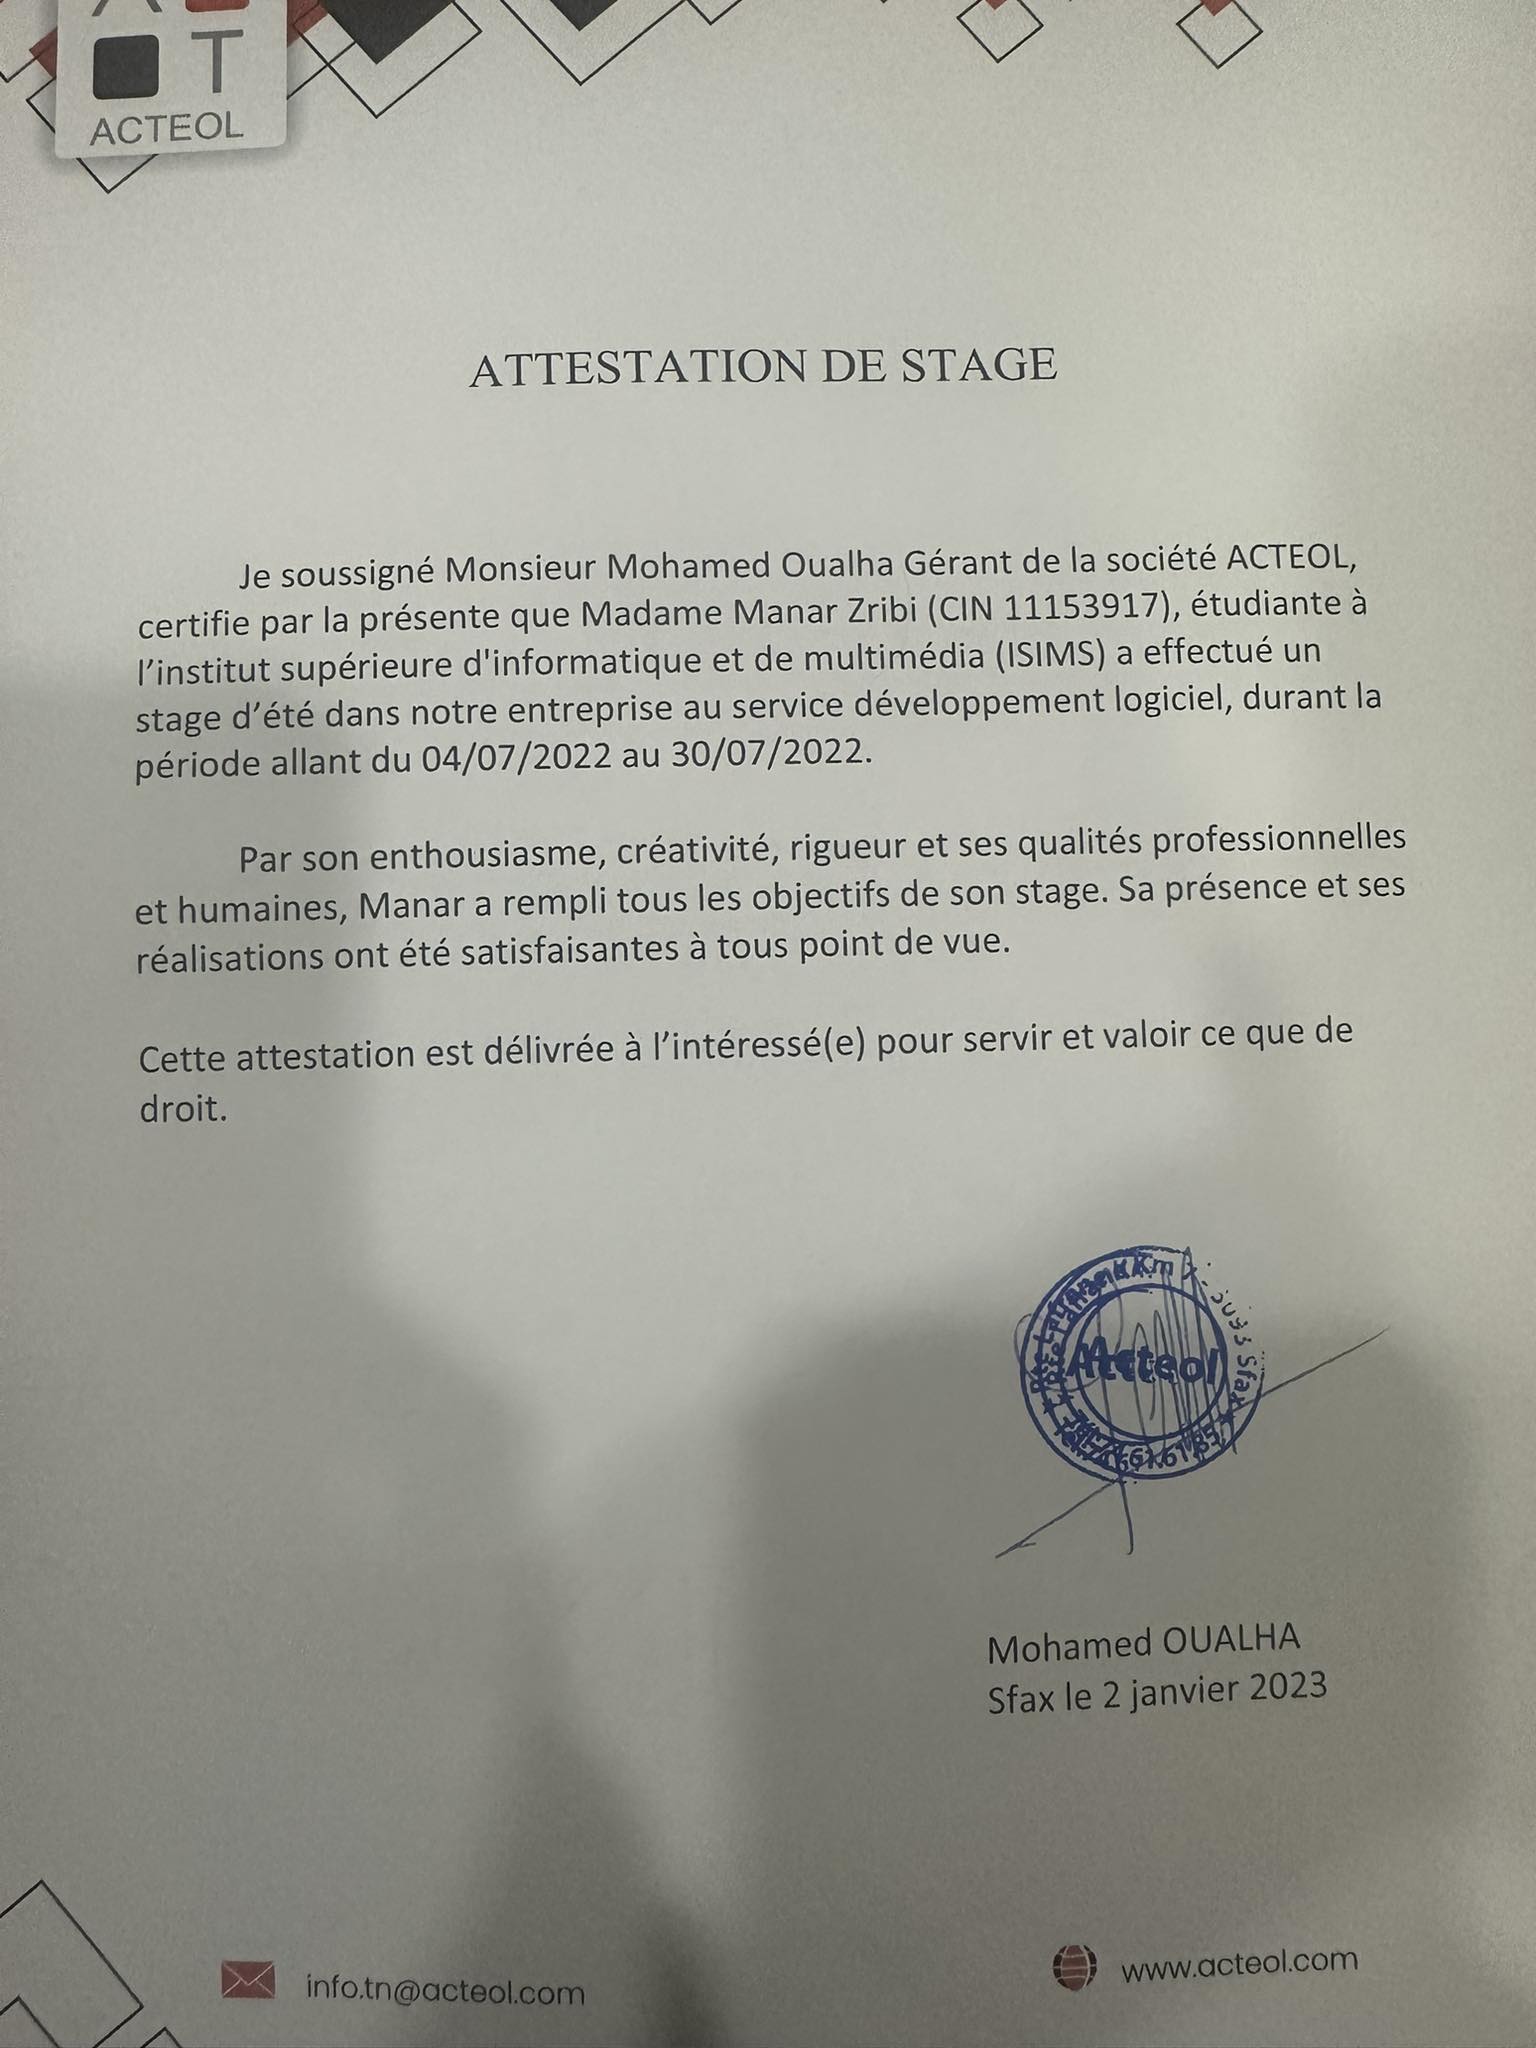 T
ACTEOL
ATTESTATION DE STAGE
Je soussigné Monsieur Mohamed Oualha Gérant de la société ACTEOL,
certifie par la présente que Madame Manar Zribi (CIN 11153917), étudiante à
l’institut supérieure d'informatique et de multimédia (ISIMS) a effectué un
stage d’été dans notre entreprise au service développement logiciel, durant la
période allant du 04/07/2022 au 30/07/2022.
Par son enthousiasme, créativité, rigueur et ses qualités professionnelles
et humaines, Manar a rempli tous les objectifs de son stage. Sa présence et ses
réalisations ont été satisfaisantes à tous point de vue.
Cette attestation est délivrée à l’intéressé(e) pour servir et valoir ce que de
droit.
Acteol
Sfax
Mohamed OUALHA
Sfax le 2 janvier 2023
info.tn@acteol.com
www.acteol.com